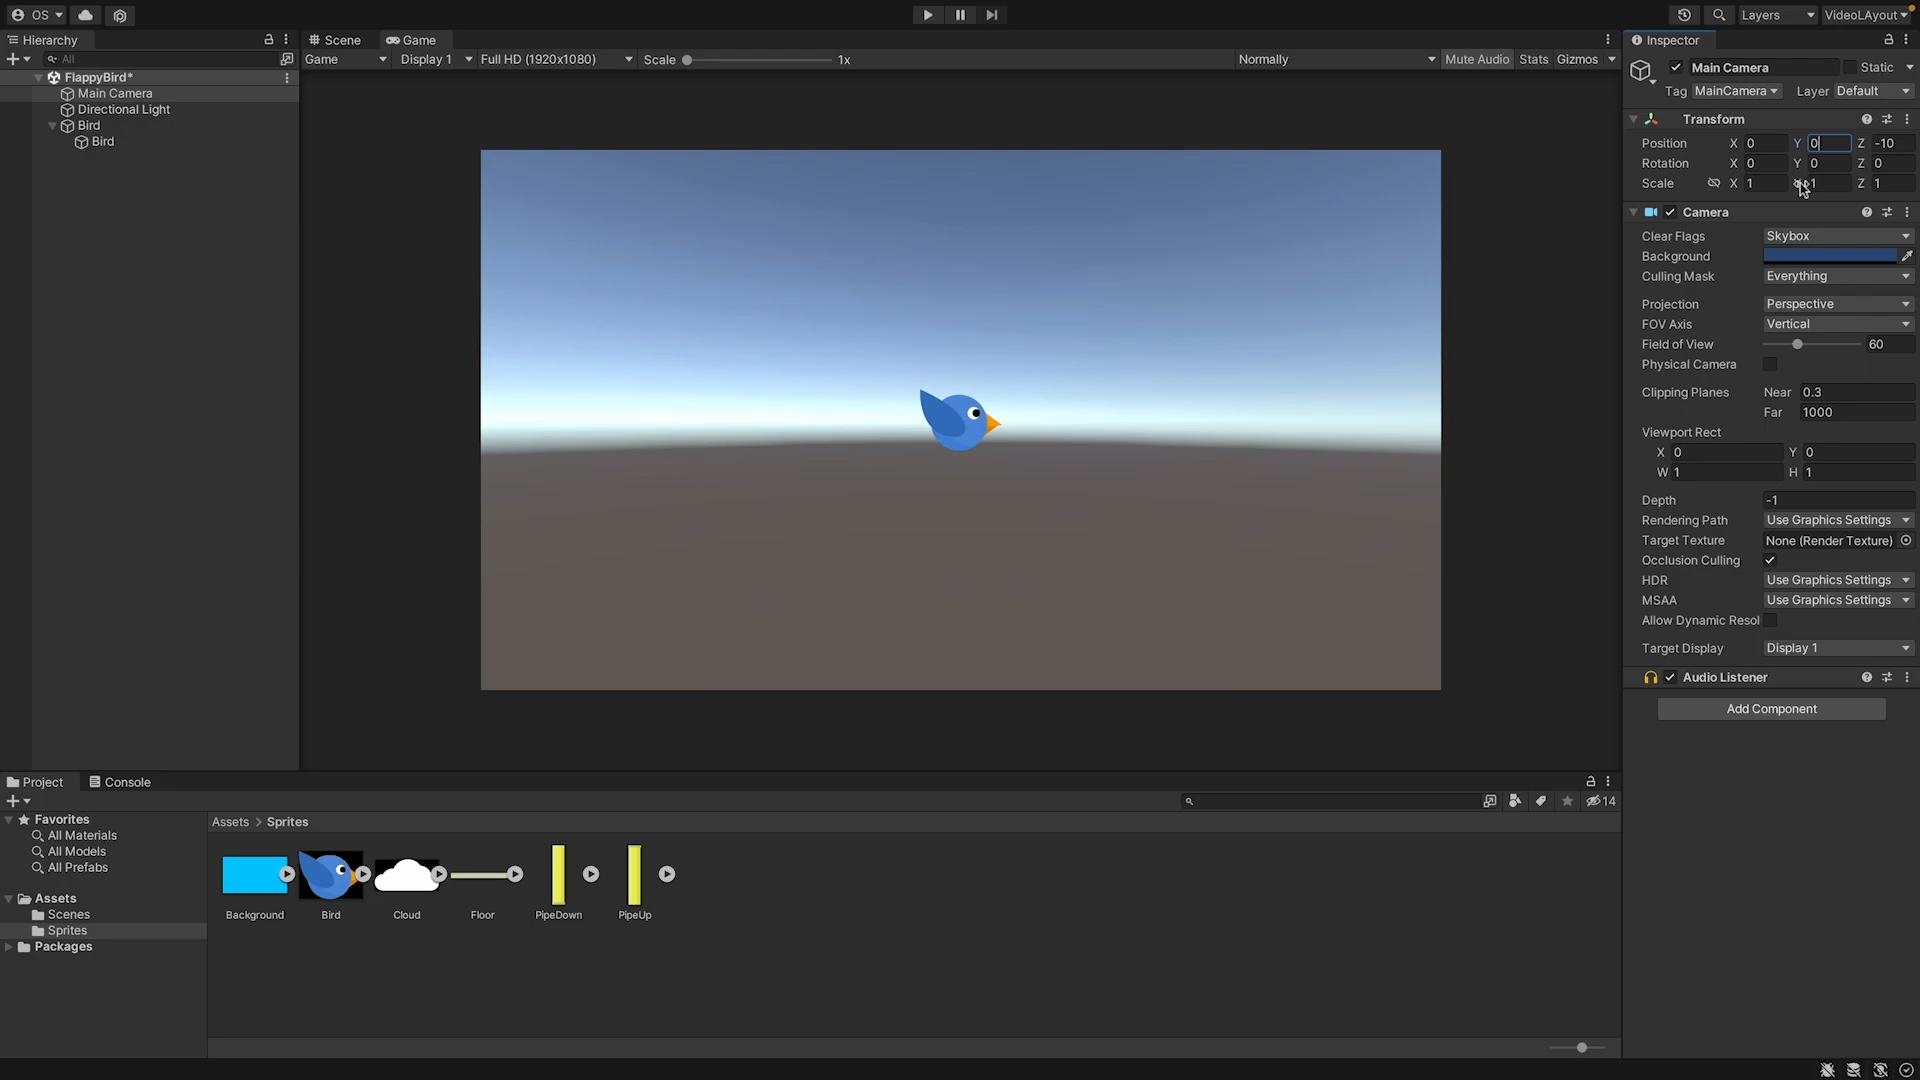 OS
Layers
VideoLAyout
Hierarchy
All
FlappyBird*
Main Camera
Directional Light
Bird
Bird
Scene
Game
Game
Display 1
Full HD (1920x1080)
Scale
1x
Normally
Mute Audio
Stats
Gizmos
Inspector
Main Camera
Static
Tag MainCamera Layer Default
Transform
Position X 0 Y 0 Z -10
Rotation X 0 Y 0 Z 0
Scale X 1 1 Z 1
Camera
Clear Flags Skybox
Background
Culling Mask Everything
Projection Perspective
FOV Axis Vertical
Field of View 60
Physical Camera
Clipping Planes Near 0.3
Far 1000
Viewport Rect
X 0 Y 0
W 1 H 1
Depth -1
Rendering Path Use Graphics Settings
Target Texture None (Render Texture)
Occlusion Culling
HDR Use Graphics Settings
MSAA Use Graphics Settings
Allow Dynamic Resol
Target Display Display 1
Audio Listener
Add Component
Project
Console
14
Favorites
All Materials
All Models
All Prefabs
Assets
Scenes
Sprites
Packages
Assets > Sprites
Background
Bird
Cloud
Floor
PipeDown
PipeUp